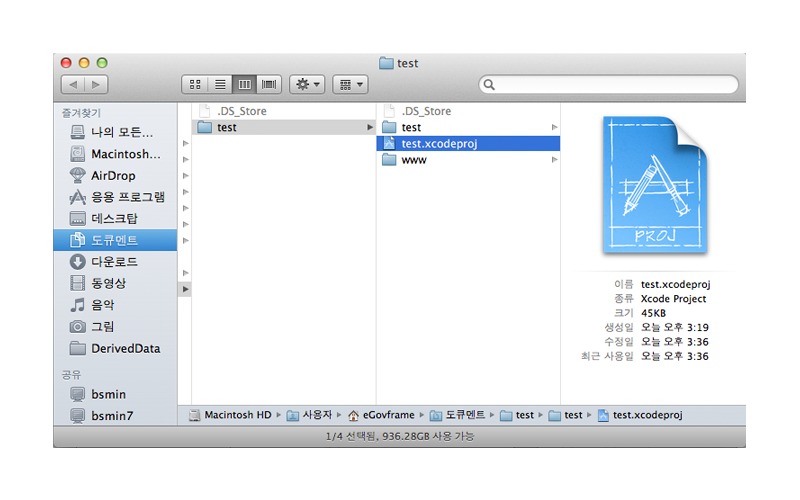 test
즐겨찾기
나의 모든...
Macintosh...
AirDrop
응용 프로그램
데스크탑
도큐멘트
다운로드
동영상
음악
그림
DerivedData
공유
bsmin
bsmin7
.DS_Store
test
.DS_Store
test
test.xcodeproj
www
PROJ
이름 test.xcodeproj
종류 Xcode Project
크기 45KB
생성일 오늘 오후 3:19
수정일 오늘 오후 3:36
최근 사용일 오늘 오후 3:36
Macintosh HD ▸ 사용자 ▸ eGovframe ▸ 도큐멘트 ▸ test ▸ test ▸ test.xcodeproj
1/4 선택됨, 936.28GB 사용 가능